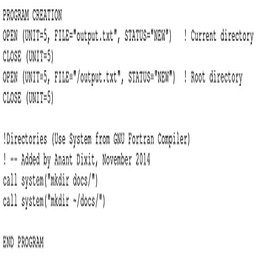 PROGRAM CREATION
OPEN (UNIT=5, FILE="output.txt", STATUS="NEW")   ! Current directory
CLOSE (UNIT=5)
OPEN (UNIT=5, FILE="/output.txt", STATUS="NEW")  ! Root directory
CLOSE (UNIT=5)
!Directories (Use System from GNU Fortran Compiler)
! -- Added by Anant Dixit, November 2014
call system("mkdir docs/")
call system("mkdir ~/docs/")
END PROGRAM